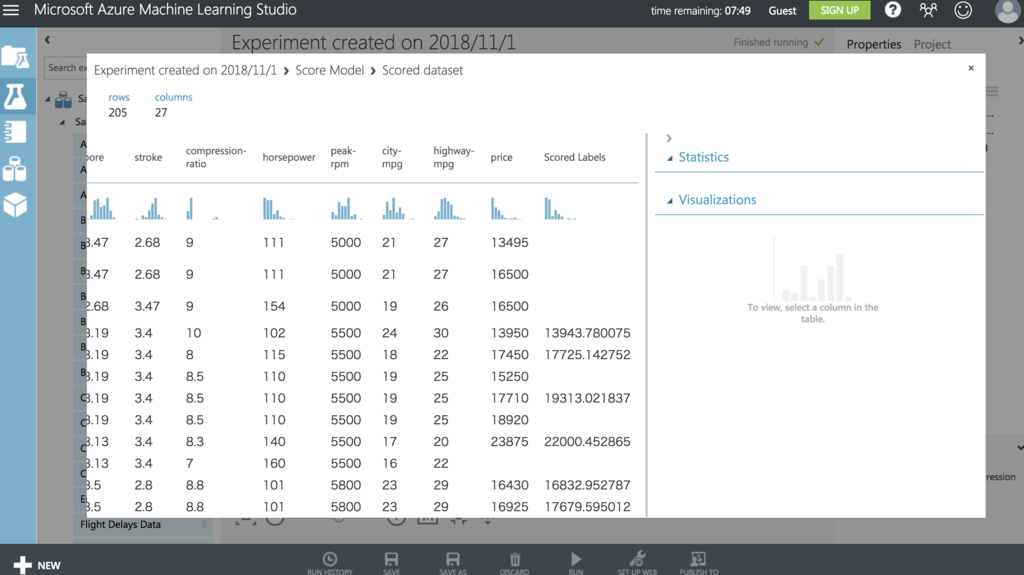 Microsoft Azure Machine Learning Studio
time remaining: 07:49 Guest SIGN UP ?
Experiment created on 2018/11/1
Finished running Properties Project
Search
Experiment created on 2018/11/1 › Score Model › Scored dataset ×
rows columns
205 27
bore stroke compression-ratio horsepower peak-rpm city-mpg highway-mpg price Scored Labels
3.47 2.68 9 111 5000 21 27 13495
3.47 2.68 9 111 5000 21 27 16500
2.68 3.47 9 154 5000 19 26 16500
3.19 3.4 10 102 5500 24 30 13950 13943.780075
3.19 3.4 8 115 5500 18 22 17450 17725.142752
3.19 3.4 8.5 110 5500 19 25 15250
3.19 3.4 8.5 110 5500 19 25 17710 19313.021837
3.19 3.4 8.5 110 5500 19 25 18920
3.13 3.4 8.3 140 5500 17 20 23875 22000.452865
3.13 3.4 7 160 5500 16 22
3.5 2.8 8.8 101 5800 23 29 16430 16832.952787
3.5 2.8 8.8 101 5800 23 29 16925 17679.595012
Statistics
Visualizations
To view, select a column in the
table.
Flight Delays Data
NEW
RUN HISTORY SAVE SAVE AS DISCARD RUN SET UP WEB PUBLISH TO